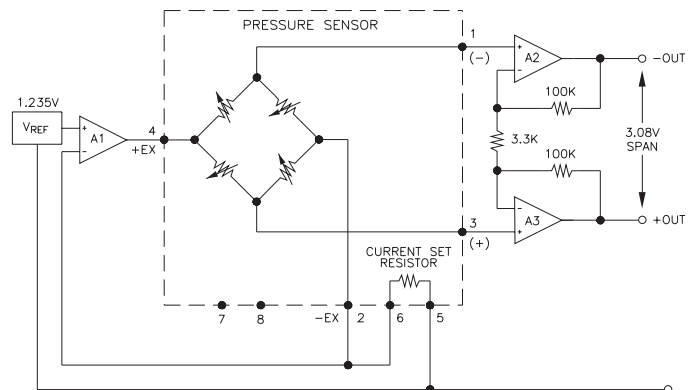 PRESSURE SENSOR
1
(-)
A2
-OUT
100K
1.235V
VREF
A1
4
+EX
3.3K
3.08V
SPAN
100K
A3
+OUT
3
(+)
CURRENT SET
RESISTOR
7
8
-EX
2
6
5